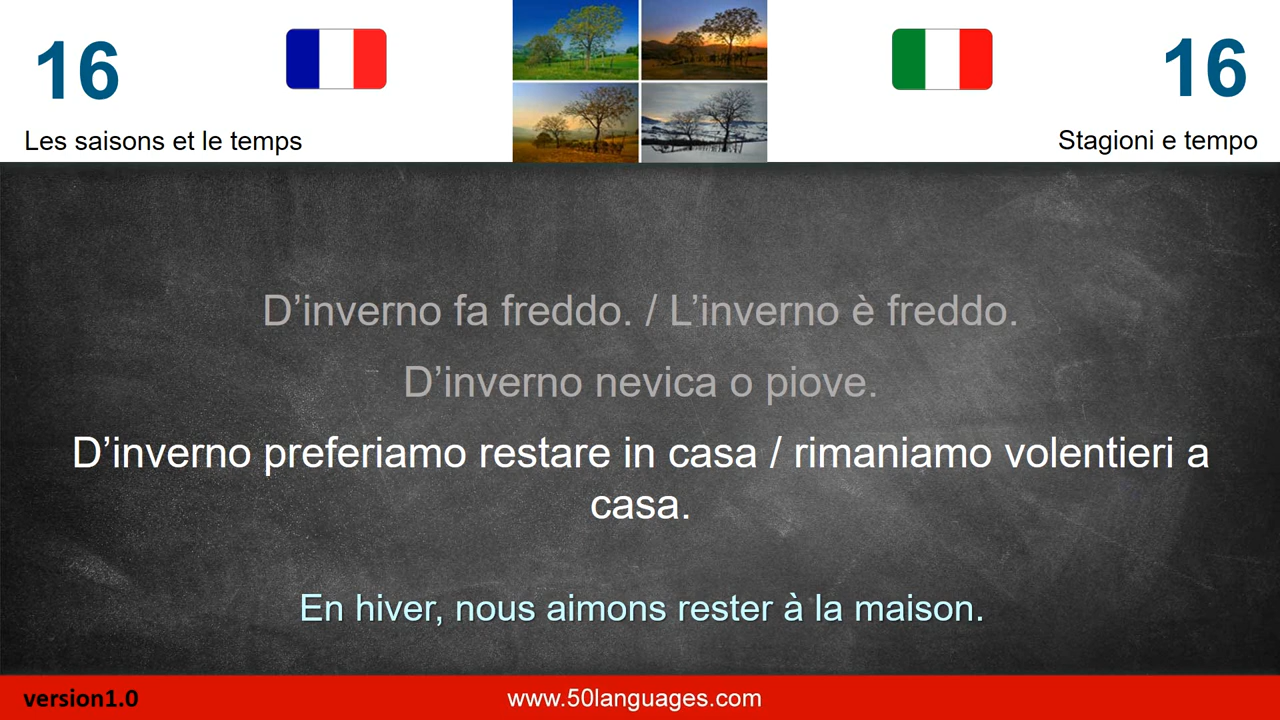 16
16
Les saisons et le temps
Stagioni e tempo
D’inverno fa freddo. / L’inverno è freddo.
D’inverno nevica o piove.
D’inverno preferiamo restare in casa / rimaniamo volentieri a
casa.
En hiver, nous aimons rester à la maison.
version1.0
www.50languages.com